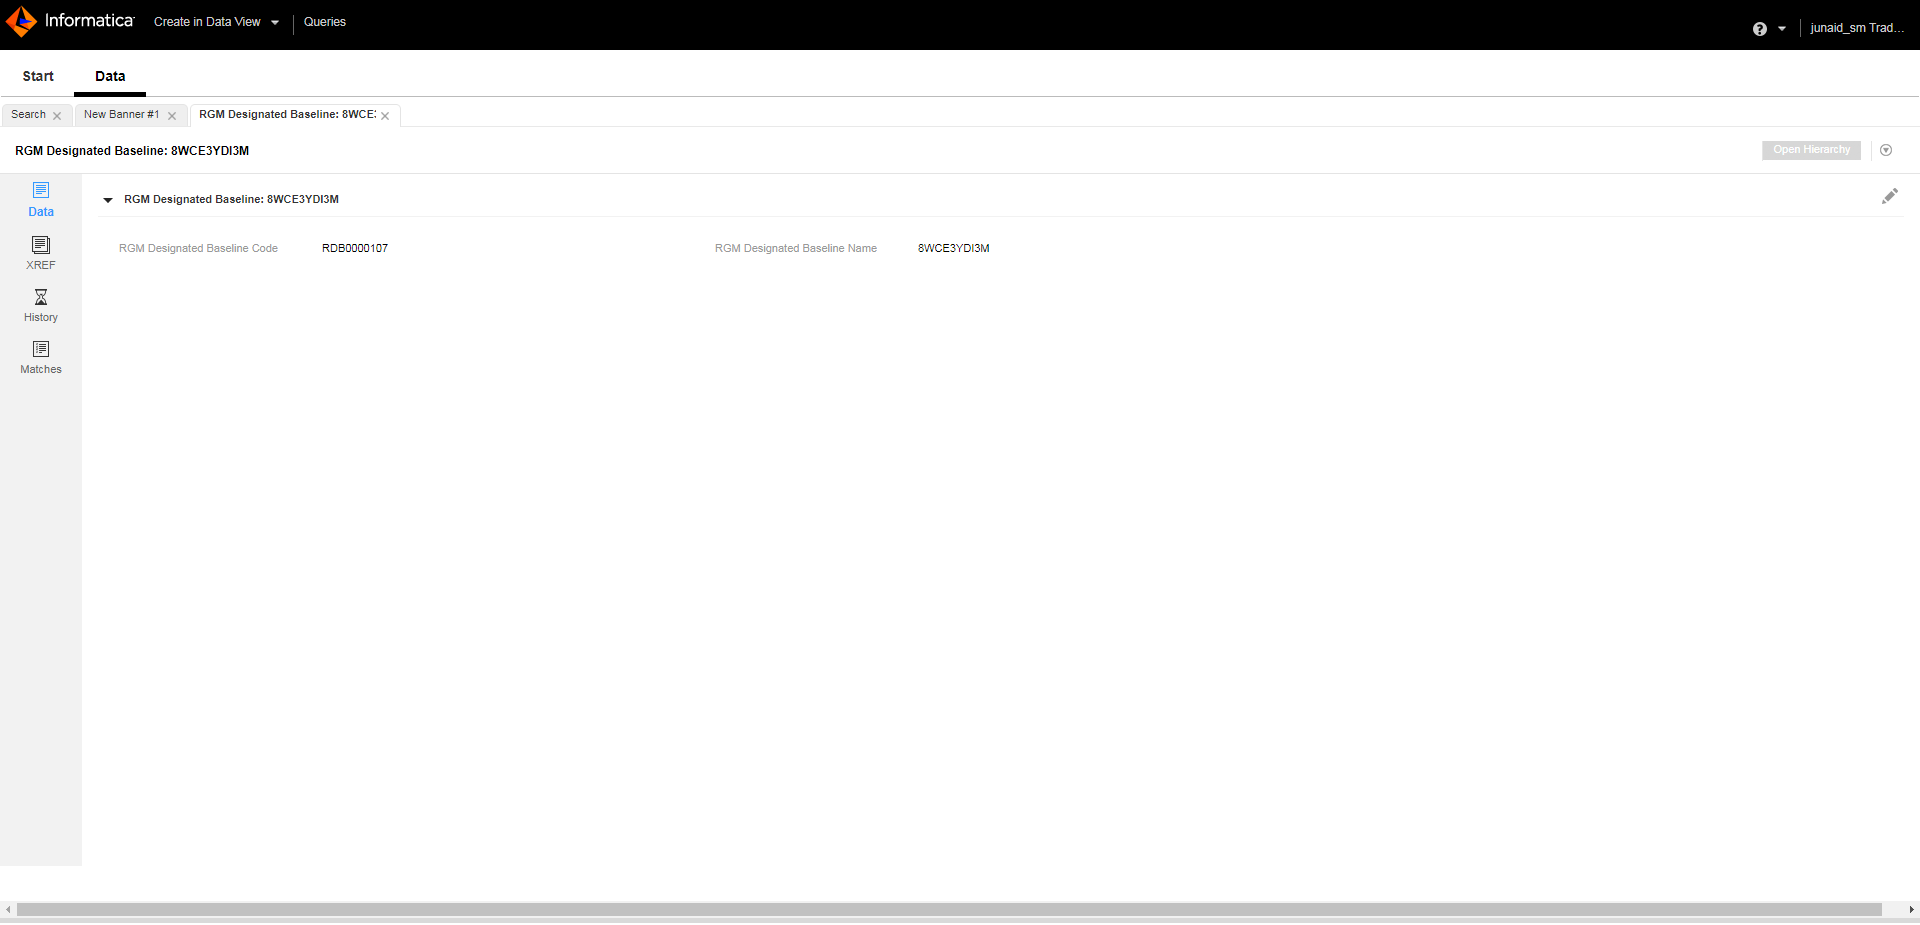 Informatica Create in Data View Queries junaid_sm Trad...
Start Data
Search New Banner #1 RGM Designated Baseline: 8WCE
RGM Designated Baseline: 8WCE3YDI3M Open Hierarchy
RGM Designated Baseline: 8WCE3YDI3M
Data
RGM Designated Baseline Code RDB0000107 RGM Designated Baseline Name 8WCE3YDI3M
XREF
History
Matches